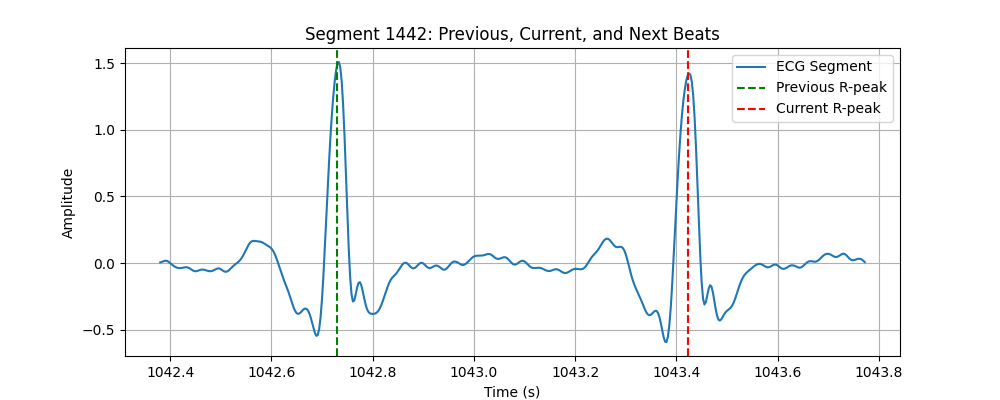 Segment 1442: Previous, Current, and Next Beats
ECG Segment
Previous R-peak
Current R-peak
Amplitude
1.5
1.0
0.5
0.0
−0.5
1042.4 1042.6 1042.8 1043.0 1043.2 1043.4 1043.6 1043.8
Time (s)